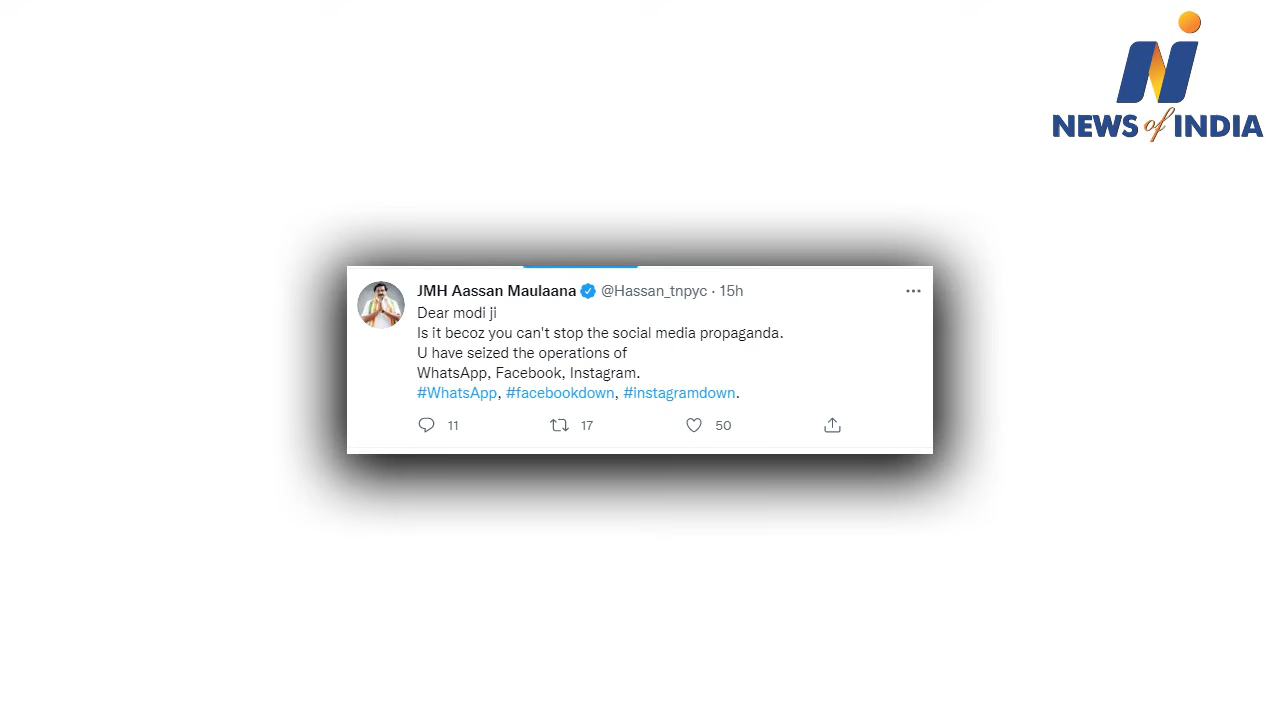 NEWS of INDIA
JMH Aassan Maulaana @Hassan_tnpyc · 15h
Dear modi ji
Is it becoz you can't stop the social media propaganda.
U have seized the operations of
WhatsApp, Facebook, Instagram.
#WhatsApp, #facebookdown, #instagramdown.
11 17 50